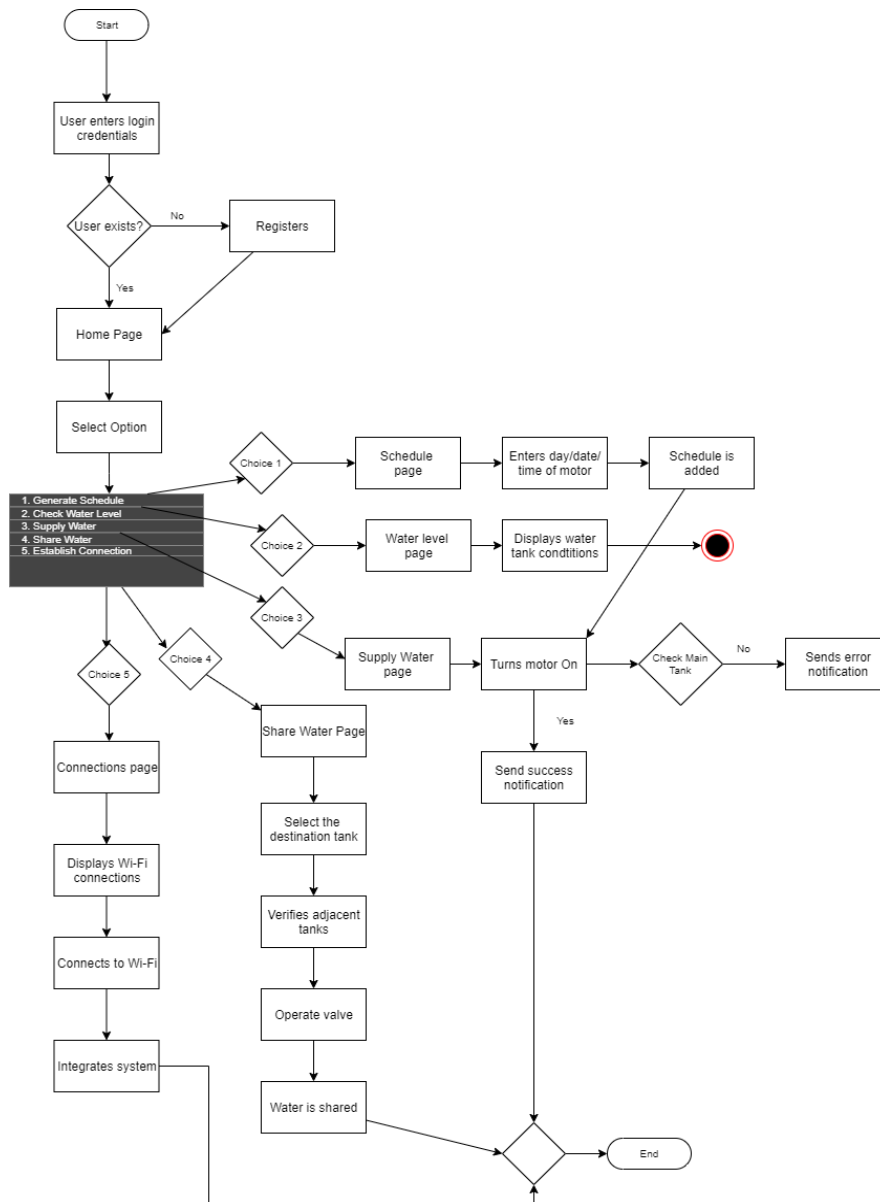 Start
User enters login
credentials
User exists?
No
Registers
Yes
Home Page
Select Option
1. Generate Schedule
2. Check Water Level
3. Supply Water
4. Share Water
5. Establish Connection
Choice 1
Schedule
page
Enters day/date/
time of motor
Schedule is
added
Choice 2
Water level
page
Displays water
tank condtitions
Choice 3
Supply Water
page
Turns motor On
Check Main
Tank
No
Sends error
notification
Yes
Send success
notification
Choice 4
Share Water Page
Select the
destination tank
Verifies adjacent
tanks
Operate valve
Water is shared
Choice 5
Connections page
Displays Wi-Fi
connections
Connects to Wi-Fi
Integrates system
End